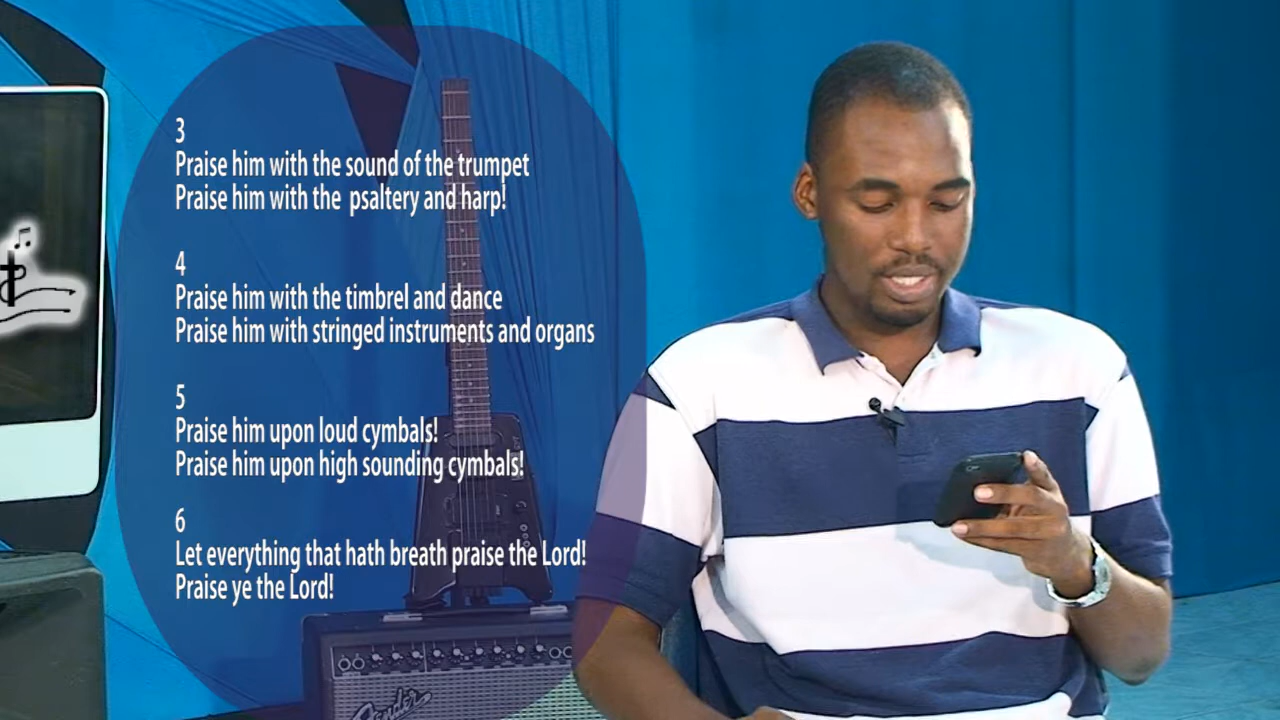 3
Praise him with the sound of the trumpet
Praise him with the psaltery and harp!
4
Praise him with the timbrel and dance
Praise him with stringed instruments and organs
5
Praise him upon loud cymbals!
Praise him upon high sounding cymbals!
6
Let everything that hath breath praise the Lord!
Praise ye the Lord!
Fender